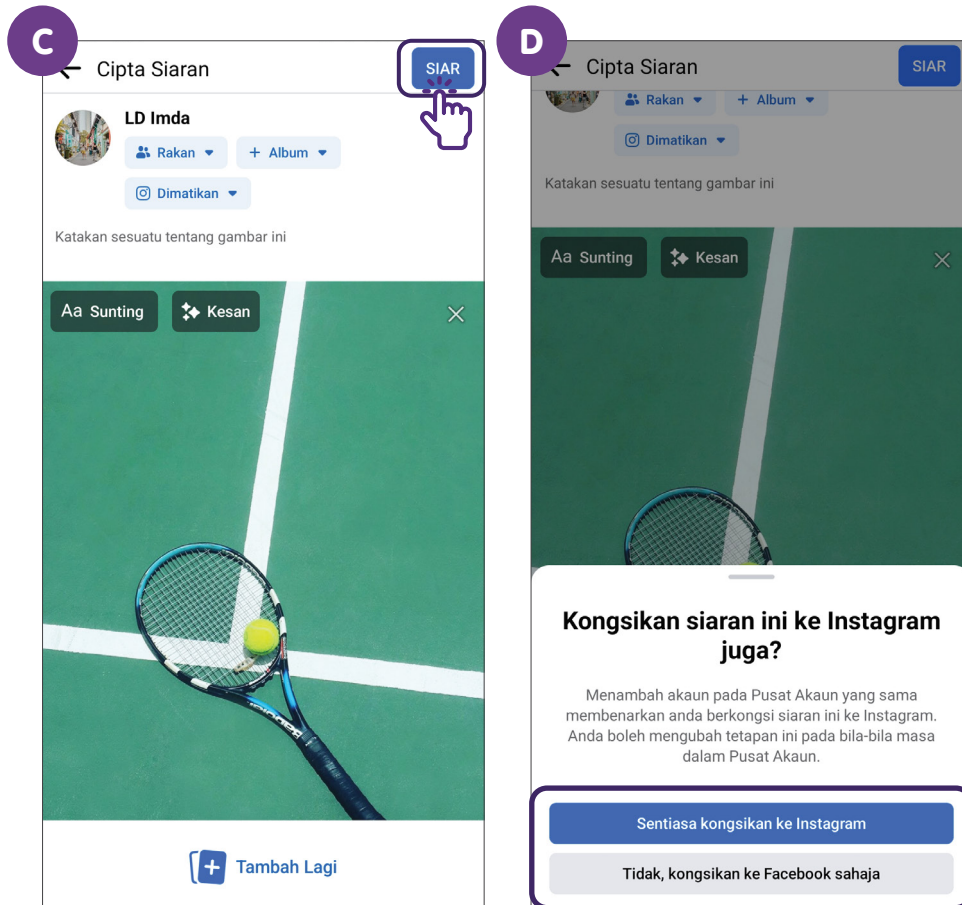 C
Cipta Siaran
SIAR
LD Imda
Rakan
+ Album
Dimatikan
Katakan sesuatu tentang gambar ini
Aa Sunting
Kesan
Tambah Lagi
D
Cipta Siaran
SIAR
Rakan
+ Album
Dimatikan
Katakan sesuatu tentang gambar ini
Aa Sunting
Kesan
Kongsikan siaran ini ke Instagram
juga?
Menambah akaun pada Pusat Akaun yang sama
membenarkan anda berkongsi siaran ini ke Instagram.
Anda boleh mengubah tetapan ini pada bila-bila masa
dalam Pusat Akaun.
Sentiasa kongsikan ke Instagram
Tidak, kongsikan ke Facebook sahaja